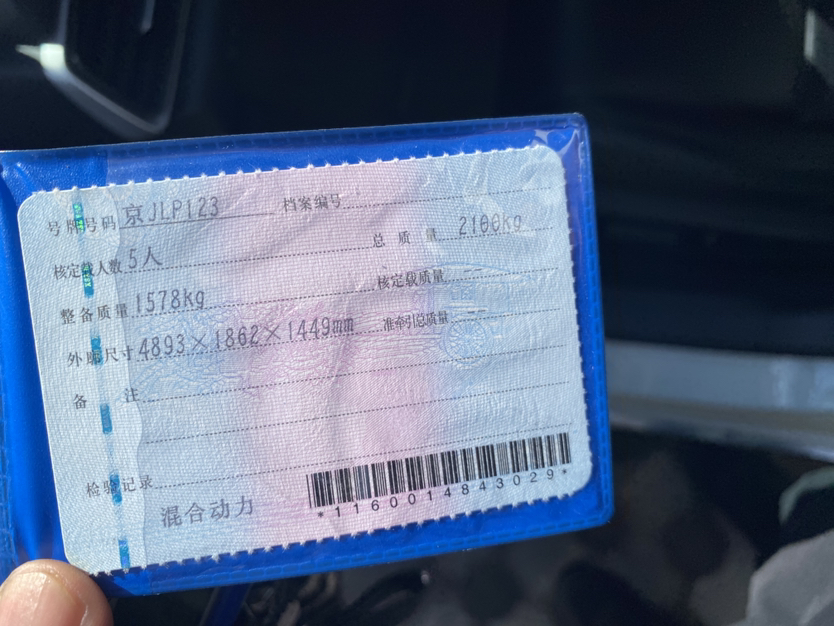 号牌号码 京JLP123 档案编号
核定载人数 5人 总质量 2100kg
整备质量 1578kg 核定载质量 --
外廓尺寸 4893×1862×1449mm 准牵引总质量 --
备注
检验记录
混合动力
*1160014843029*